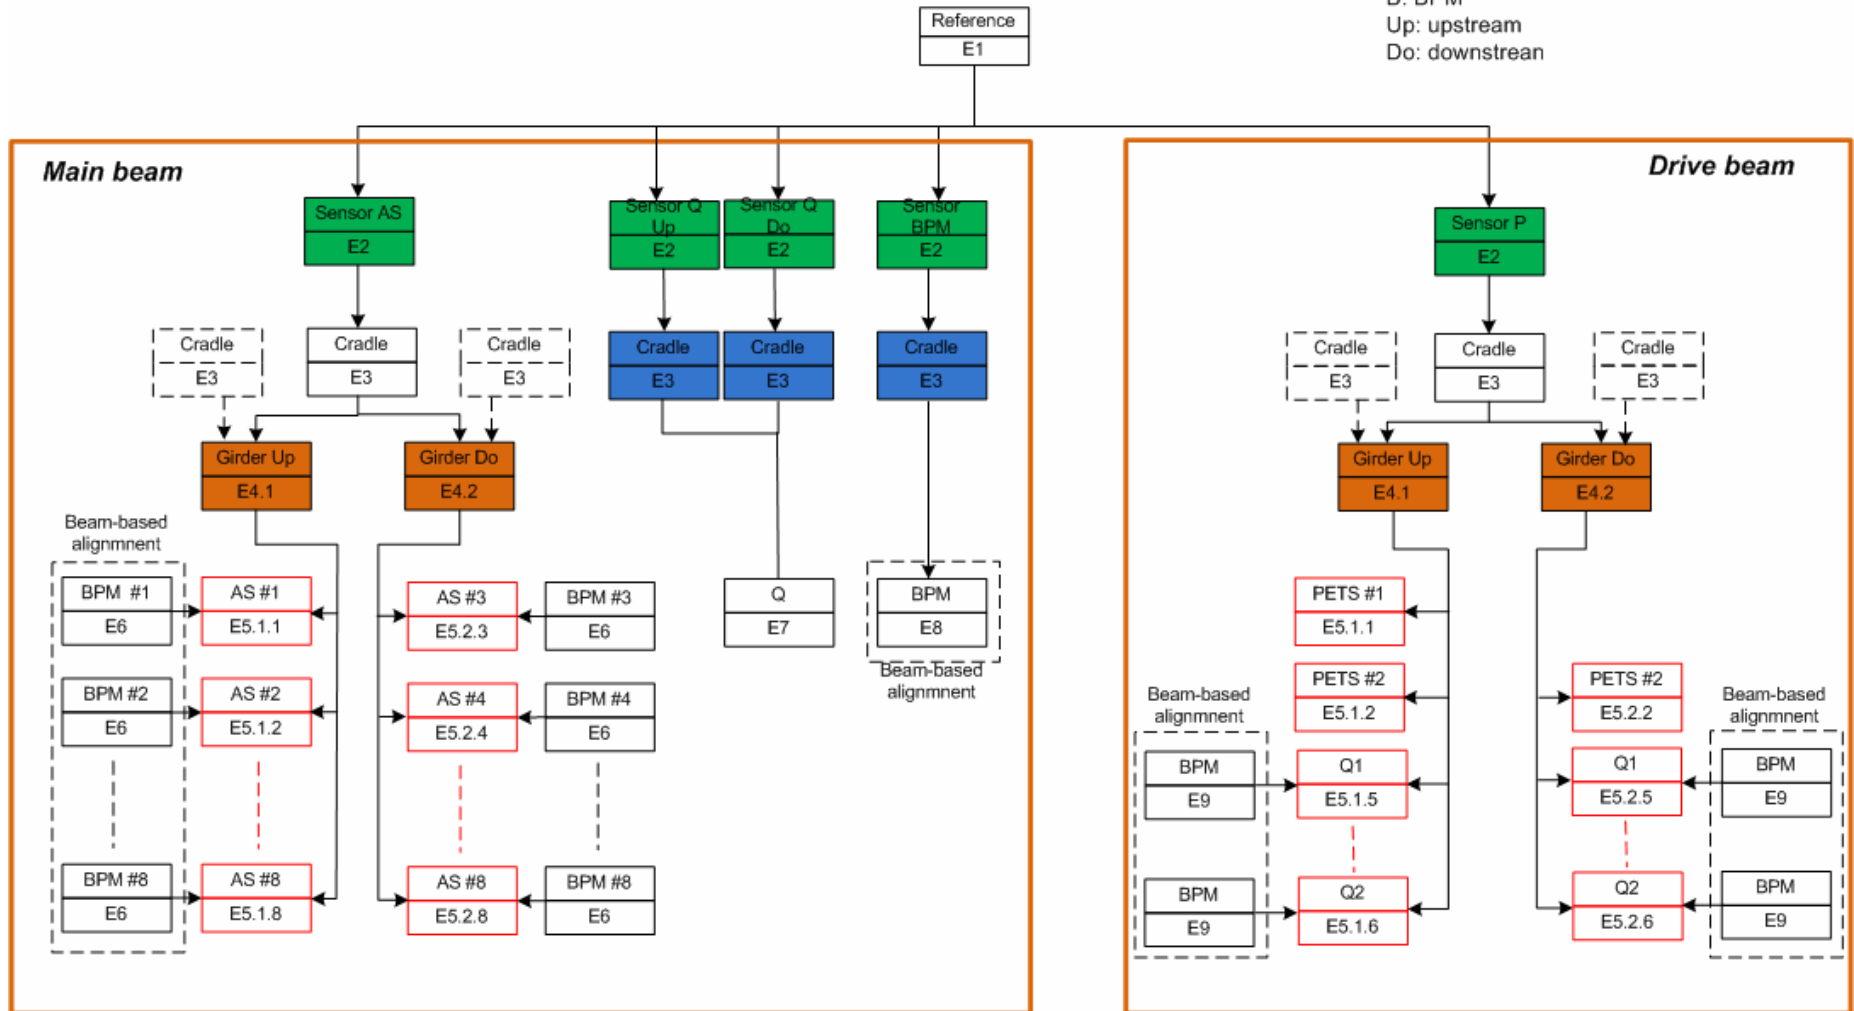 B: BPM
Up: upstream
Do: downstrean
Reference
E1
Main beam
Sensor AS
E2
Sensor Q
Up
E2
Sensor Q
Do
E2
Sensor
BPM
E2
Cradle
E3
Cradle
E3
Cradle
E3
Cradle
E3
Cradle
E3
Cradle
E3
Girder Up
E4.1
Girder Do
E4.2
Beam-based
alignmnent
BPM #1
E6
AS #1
E5.1.1
AS #3
E5.2.3
BPM #3
E6
Q
E7
BPM
E8
Beam-based
alignmnent
BPM #2
E6
AS #2
E5.1.2
AS #4
E5.2.4
BPM #4
E6
BPM #8
E6
AS #8
E5.1.8
AS #8
E5.2.8
BPM #8
E6
Drive beam
Sensor P
E2
Cradle
E3
Cradle
E3
Cradle
E3
Girder Up
E4.1
Girder Do
E4.2
PETS #1
E5.1.1
PETS #2
E5.1.2
PETS #2
E5.2.2
Beam-based
alignmnent
Beam-based
alignmnent
BPM
E9
Q1
E5.1.5
Q1
E5.2.5
BPM
E9
BPM
E9
Q2
E5.1.6
Q2
E5.2.6
BPM
E9